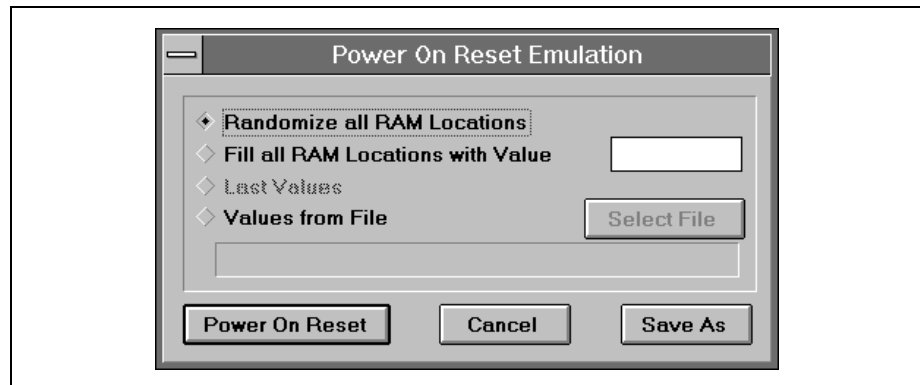 Power On Reset Emulation
Randomize all RAM Locations
Fill all RAM Locations with Value
Last Values
Values from File
Select File
Power On Reset
Cancel
Save As